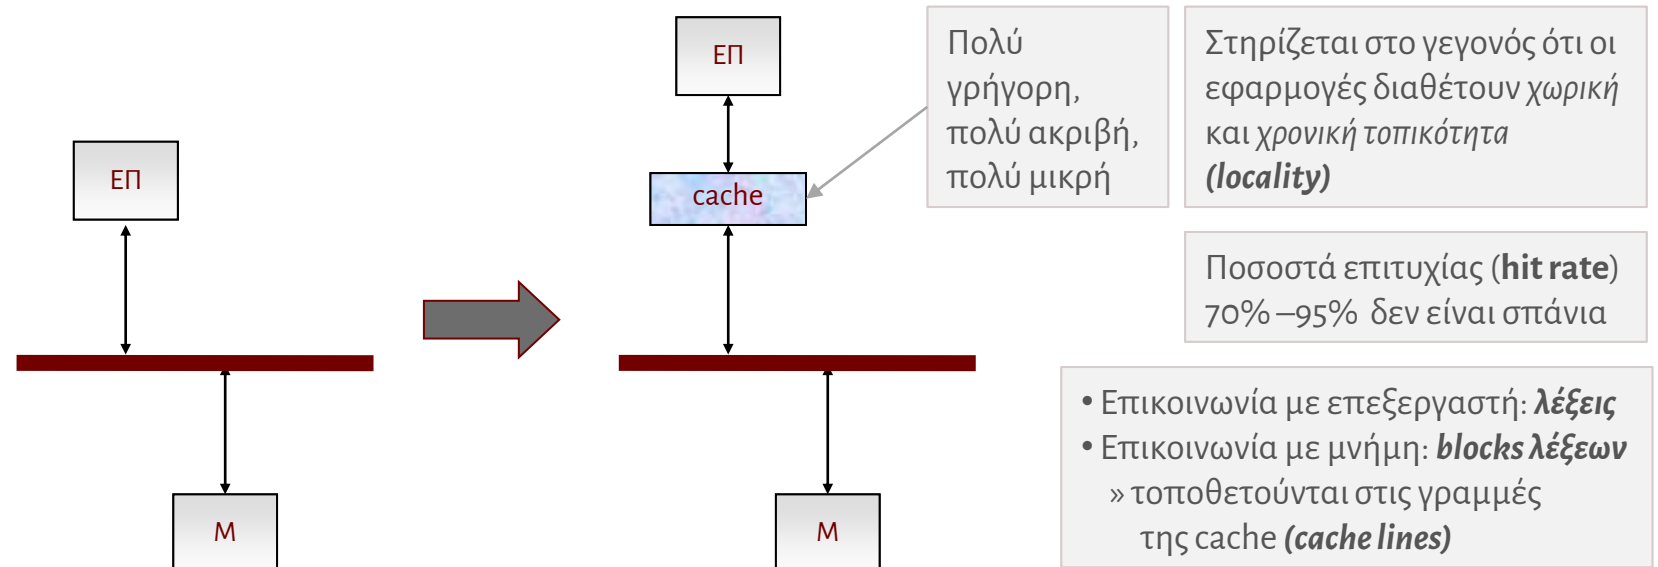 ΕΠ
Μ
ΕΠ
cache
Μ
Πολύ
γρήγορη,
πολύ ακριβή,
πολύ μικρή
Στηρίζεται στο γεγονός ότι οι
εφαρμογές διαθέτουν χωρική
και χρονική τοπικότητα
(locality)
Ποσοστά επιτυχίας (hit rate)
70% –95% δεν είναι σπάνια
• Επικοινωνία με επεξεργαστή: λέξεις
• Επικοινωνία με μνήμη: blocks λέξεων
» τοποθετούνται στις γραμμές
της cache (cache lines)